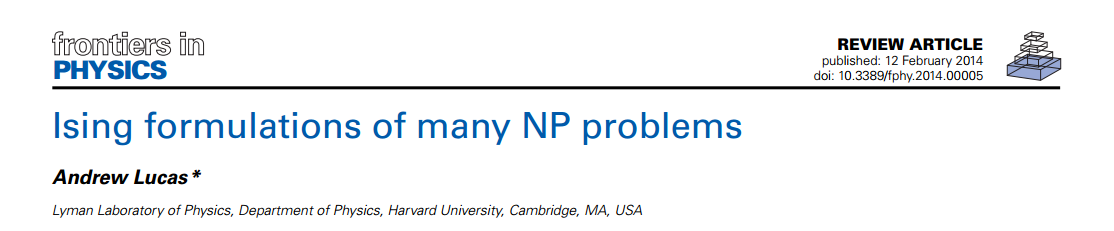 frontiers in
PHYSICS
REVIEW ARTICLE
published: 12 February 2014
doi: 10.3389/fphy.2014.00005
Ising formulations of many NP problems
Andrew Lucas*
Lyman Laboratory of Physics, Department of Physics, Harvard University, Cambridge, MA, USA